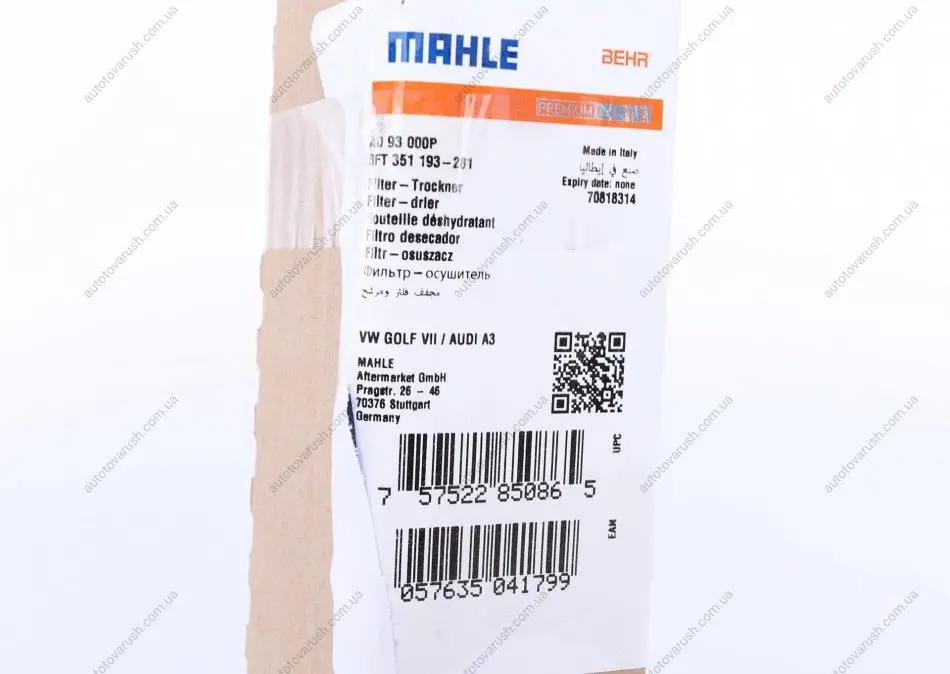 MAHLE
BEHR
PREMIUM
AD 93 000P
8FT 351 193-281
Made in Italy
صنع في إيطاليا
Expiry date: none
70818314
Filter-Trockner
Filter-drier
Bouteille déshydratant
Filtro desecador
Filtr-osuszacz
Фильтр-осушитель
مجفف فلتر ومرشح
VW GOLF VII / AUDI A3
MAHLE
Aftermarket GmbH
Pragstr. 26 - 46
70376 Stuttgart
Germany
UPC
7 57522 85086 5
EAN
057635 041799
autotovarush.com.ua